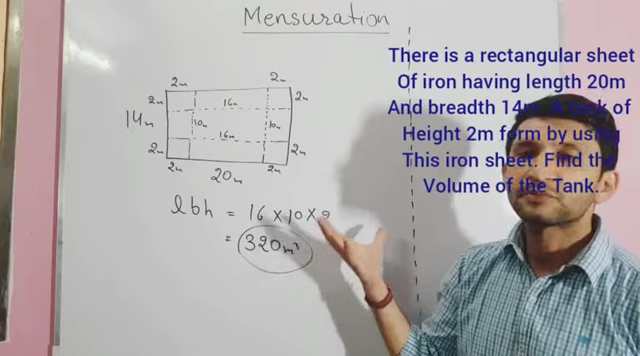 Mensuration
There is a rectangular sheet
Of iron having length 20m
And breadth 14m. A tank of
Height 2m form by using
This iron sheet. Find the
Volume of the Tank.
2m 2m
2m 16m 2m
14m 10m 10m
2m 16m 2m
2m 2m
20m
lbh = 16 × 10 × 2
= 320m³